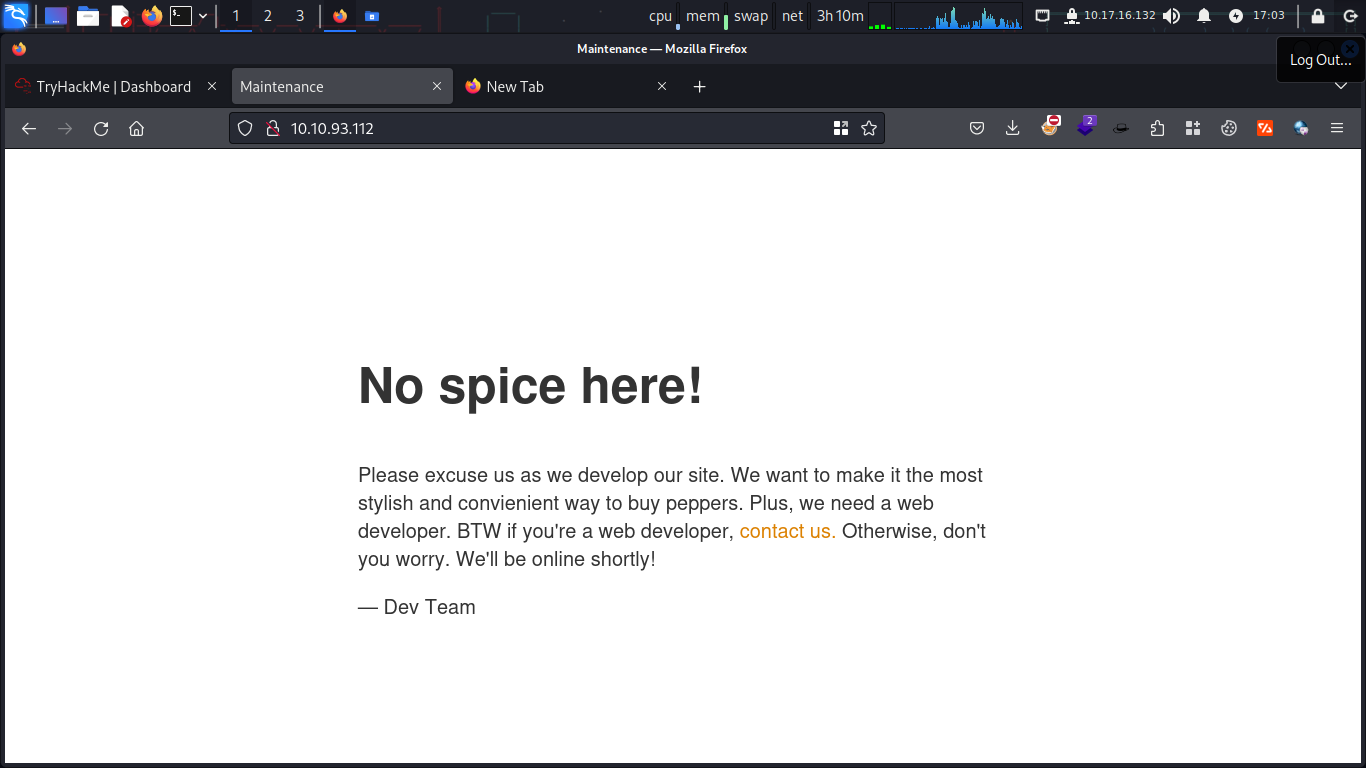 1 2 3 cpu mem swap net 3h 10m 10.17.16.132 17:03
Maintenance — Mozilla Firefox
Log Out...
TryHackMe | Dashboard Maintenance New Tab
10.10.93.112 2
No spice here!
Please excuse us as we develop our site. We want to make it the most
stylish and convienient way to buy peppers. Plus, we need a web
developer. BTW if you're a web developer, contact us. Otherwise, don't
you worry. We'll be online shortly!
— Dev Team